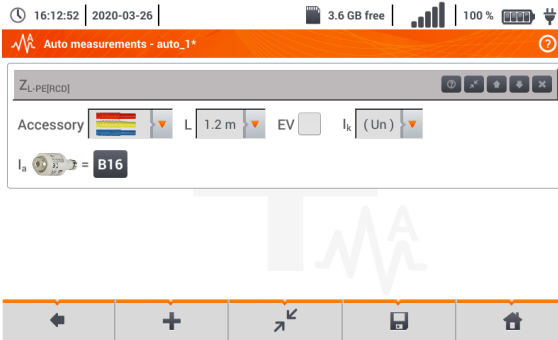 16:12:52 2020-03-26 3.6 GB free 100 %
Auto measurements - auto_1* ?
ZL-PE[RCD] ?
Accessory L 1.2 m EV Ik ( Un )
Ia = B16